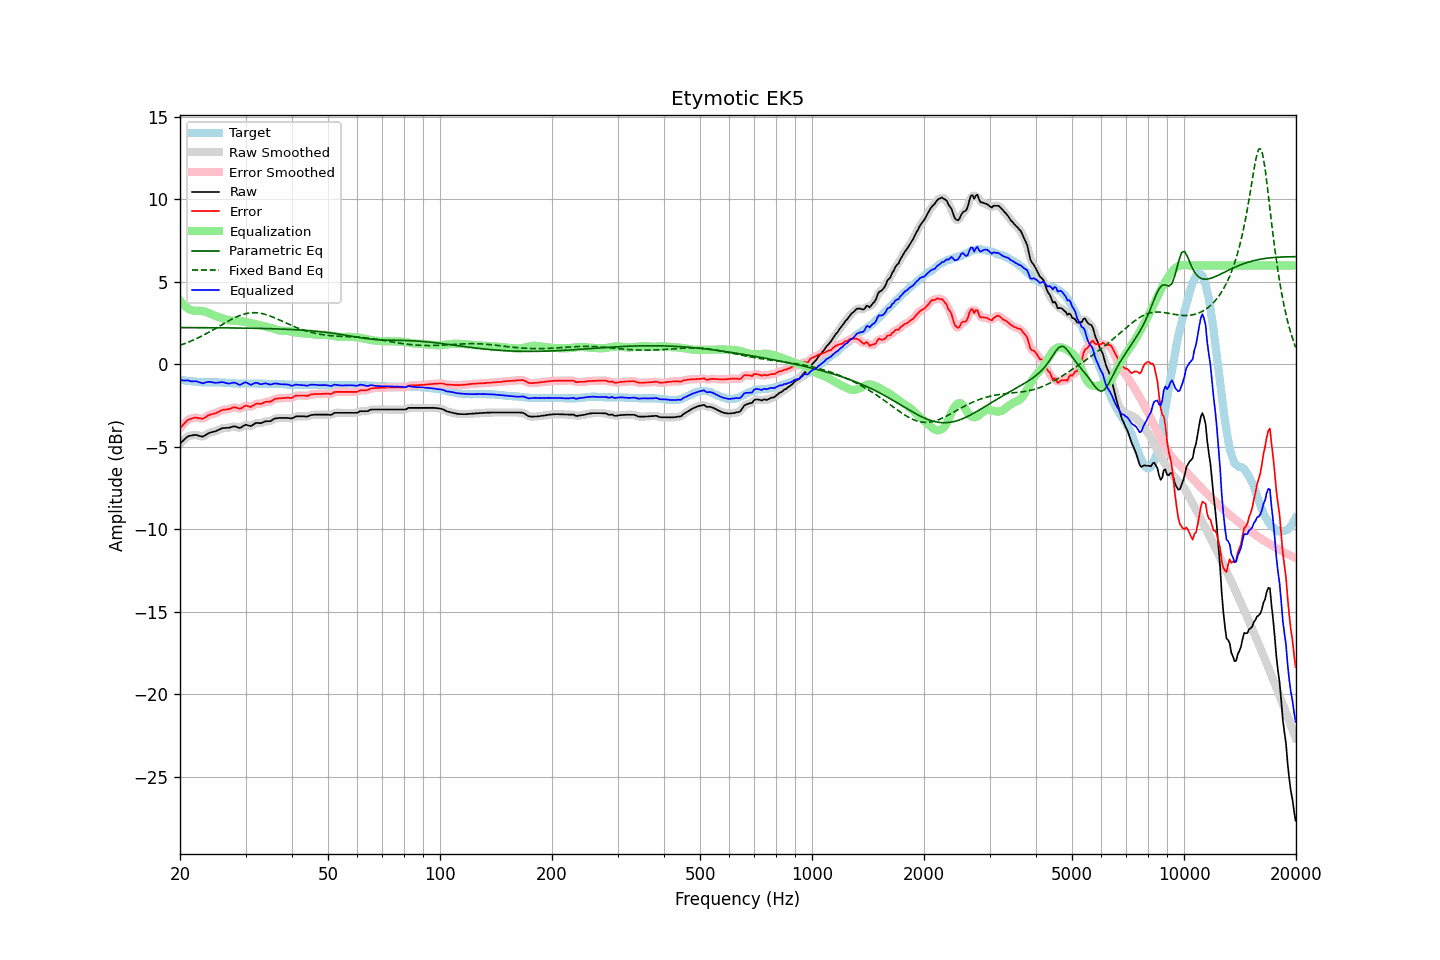 Etymotic EK5
15
10
5
0
−5
−10
−15
−20
−25
Amplitude (dBr)
Target
Raw Smoothed
Error Smoothed
Raw
Error
Equalization
Parametric Eq
Fixed Band Eq
Equalized
20 50 100 200 500 1000 2000 5000 10000 20000
Frequency (Hz)